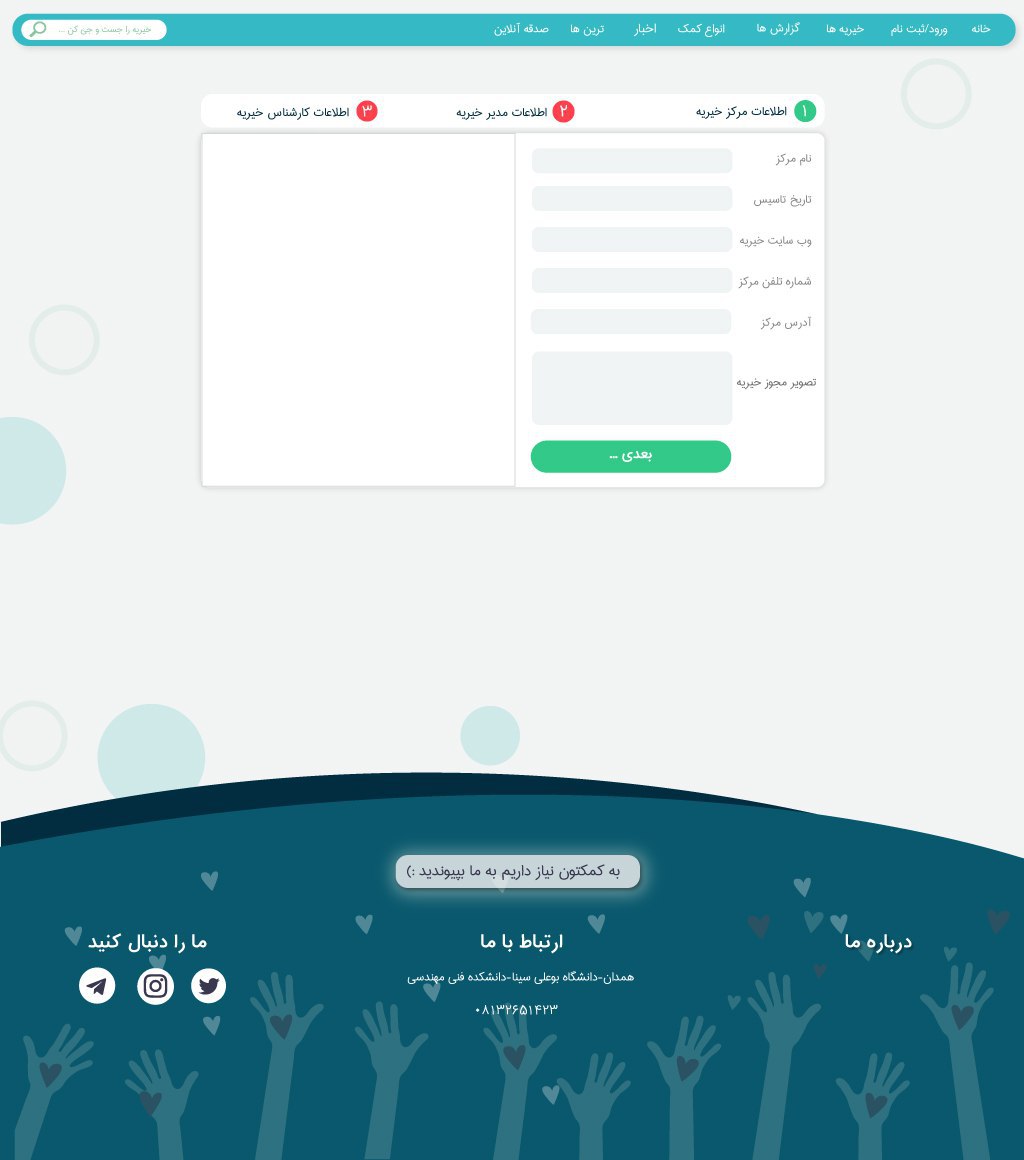 خانه
ورود/ثبت نام
خیریه ها
گزارش ها
انواع کمک
اخبار
ترین ها
صدقه آنلاین
خیریه را جست و جی کن ...
۱ اطلاعات مرکز خیریه
۲ اطلاعات مدیر خیریه
۳ اطلاعات کارشناس خیریه
نام مرکز
تاریخ تاسیس
وب سایت خیریه
شماره تلفن مرکز
آدرس مرکز
تصویر مجوز خیریه
بعدی ...
به کمکتون نیاز داریم به ما بپیوندید :)
درباره ما
ارتباط با ما
همدان-دانشگاه بوعلی سینا-دانشکده فنی مهندسی
۰۸۱۳۲۶۵۱۴۲۳
ما را دنبال کنید